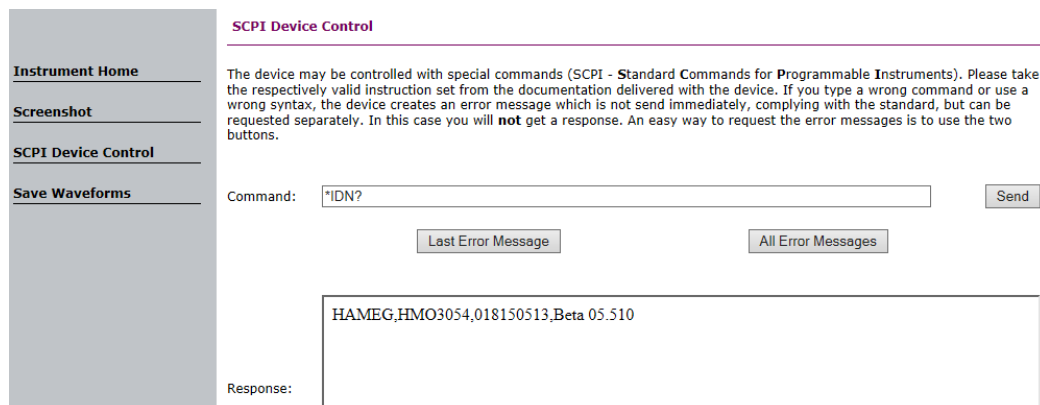 SCPI Device Control
Instrument Home
Screenshot
SCPI Device Control
Save Waveforms
The device may be controlled with special commands (SCPI - Standard Commands for Programmable Instruments). Please take
the respectively valid instruction set from the documentation delivered with the device. If you type a wrong command or use a
wrong syntax, the device creates an error message which is not send immediately, complying with the standard, but can be
requested separately. In this case you will not get a response. An easy way to request the error messages is to use the two
buttons.
Command: *IDN? Send
Last Error Message All Error Messages
HAMEG,HMO3054,018150513,Beta 05.510
Response: